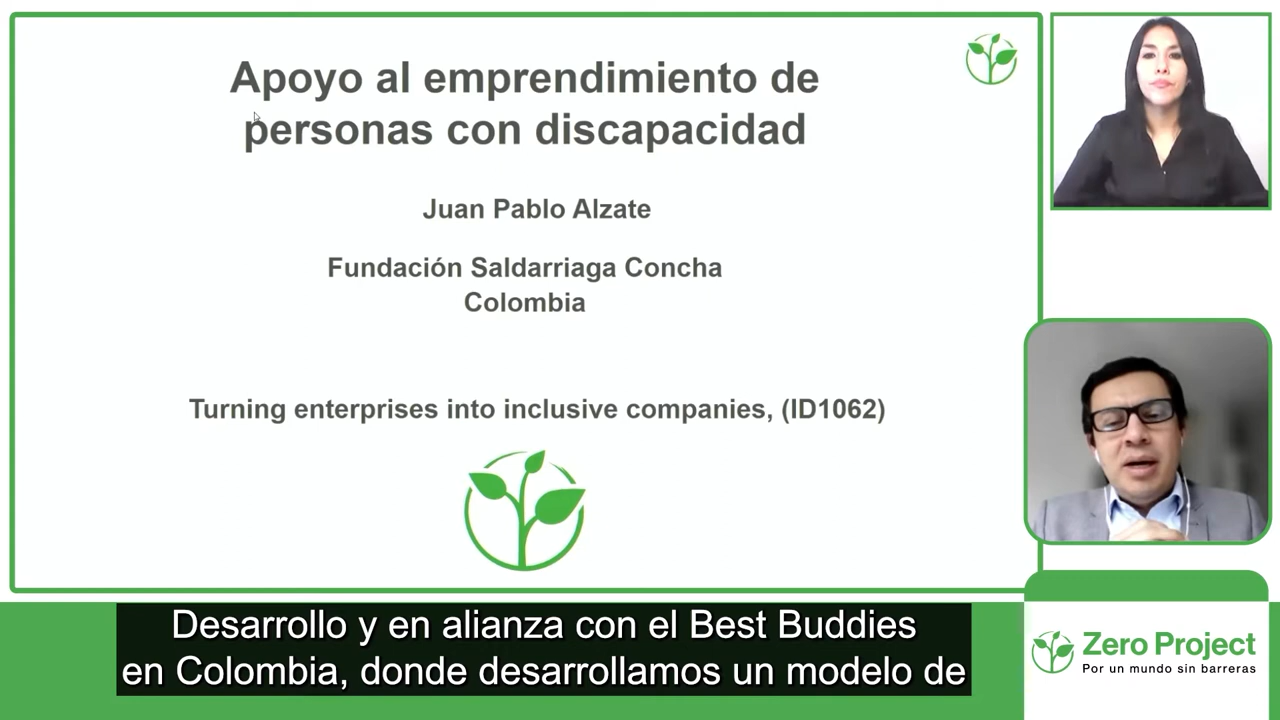 Apoyo al emprendimiento de
personas con discapacidad
Juan Pablo Alzate
Fundación Saldarriaga Concha
Colombia
Turning enterprises into inclusive companies, (ID1062)
Desarrollo y en alianza con el Best Buddies
en Colombia, donde desarrollamos un modelo de
Zero Project
Por un mundo sin barreras